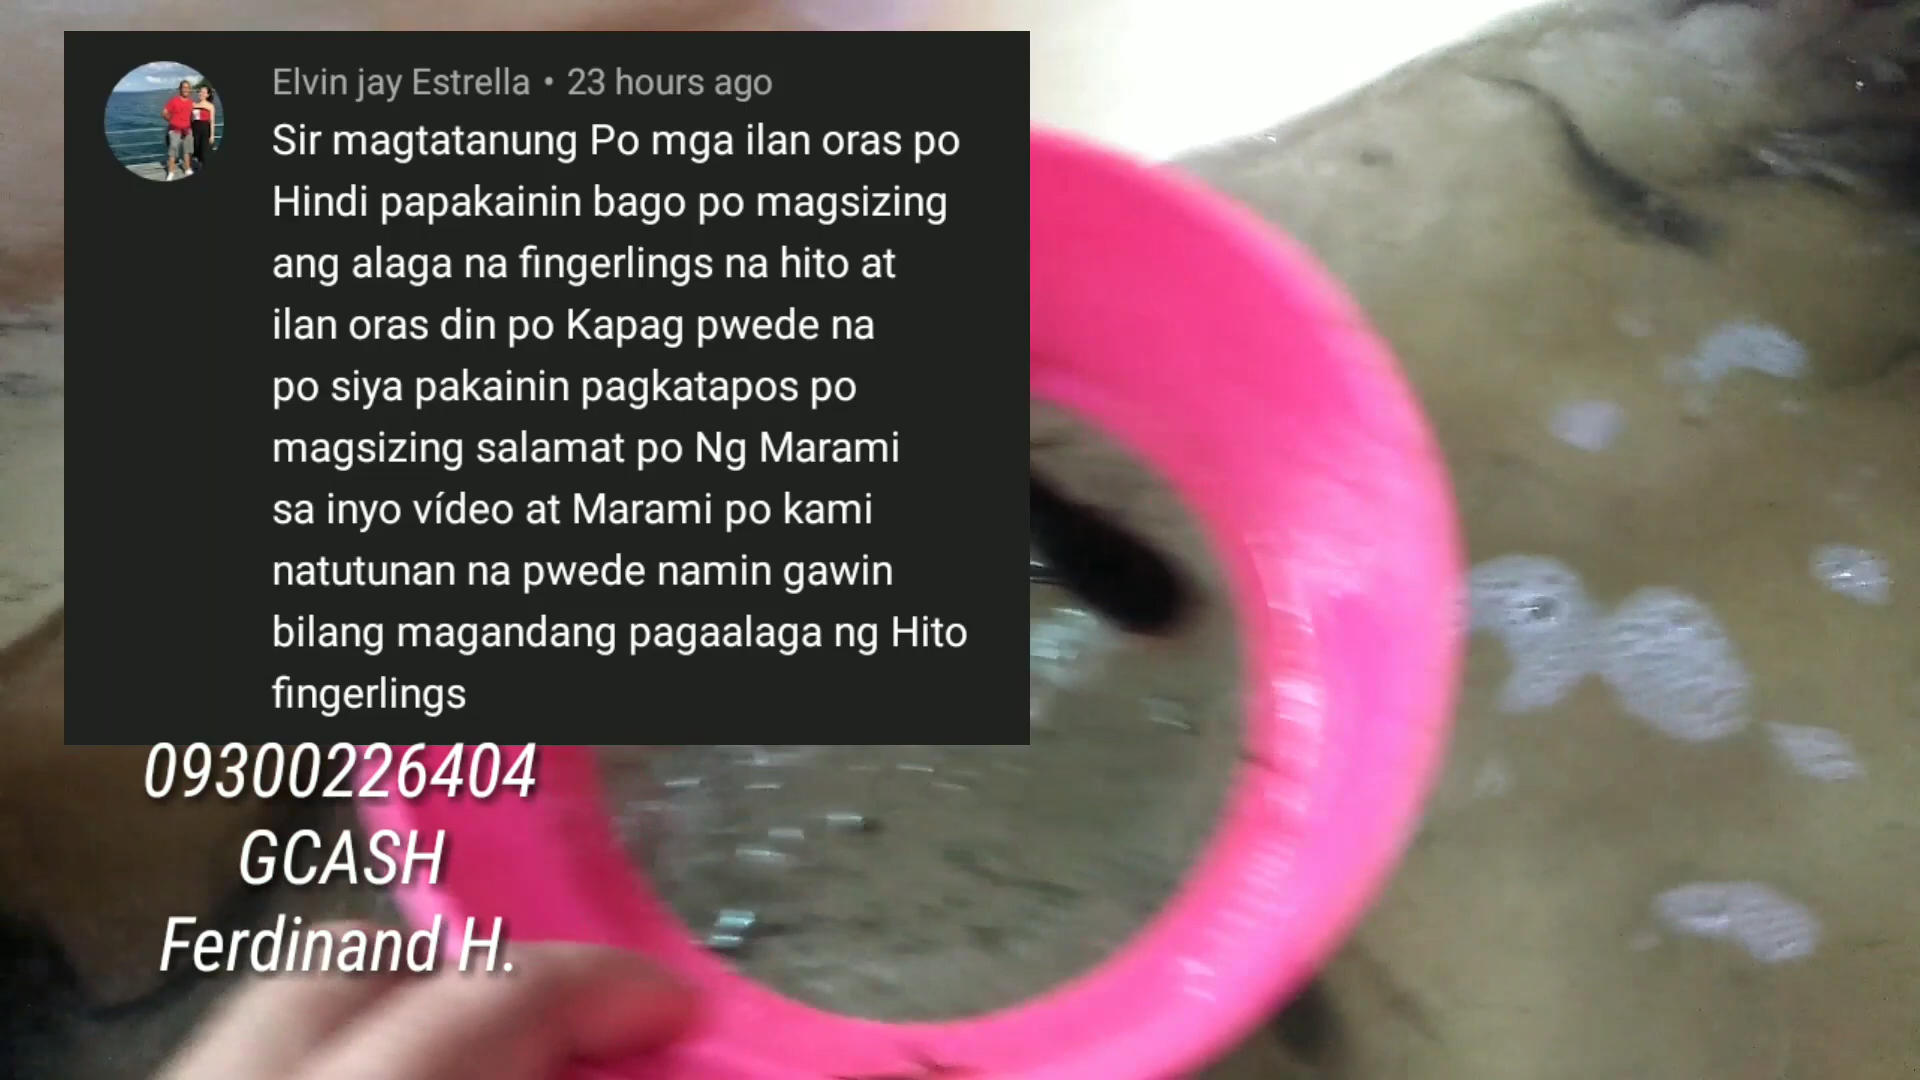 Elvin jay Estrella • 23 hours ago
Sir magtatanung Po mga ilan oras po
Hindi papakainin bago po magsizing
ang alaga na fingerlings na hito at
ilan oras din po Kapag pwede na
po siya pakainin pagkatapos po
magsizing salamat po Ng Marami
sa inyo vídeo at Marami po kami
natutunan na pwede namin gawin
bilang magandang pagaalaga ng Hito
fingerlings
09300226404
GCASH
Ferdinand H.